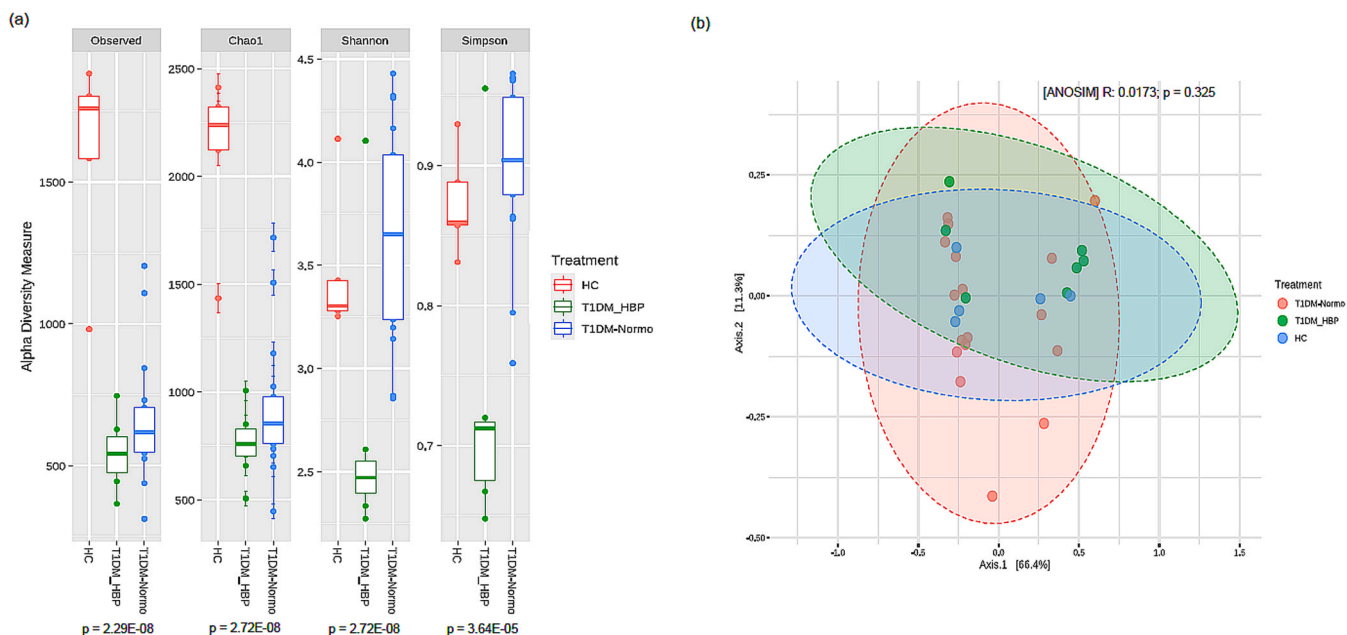 (a)
Observed
Chao1
Shannon
Simpson
Alpha Diversity Measure
1500
1000
500
2500
2000
1500
1000
500
4.5
4.0
3.5
3.0
2.5
0.9
0.8
0.7
HC
T1DM_HBP
T1DM-Normo
HC
T1DM_HBP
T1DM-Normo
HC
T1DM_HBP
T1DM-Normo
HC
T1DM_HBP
T1DM-Normo
p = 2.29E-08
p = 2.72E-08
p = 2.72E-08
p = 3.64E-05
Treatment
HC
T1DM_HBP
T1DM-Normo
(b)
[ANOSIM] R: 0.0173; p = 0.325
Axis.2 [11.3%]
0,25
0,00
-0,25
-0,50
-1.0
-0.5
0.0
0.5
1.0
1.5
Axis.1 [66.4%]
Treatment
T1DM-Normo
T1DM_HBP
HC